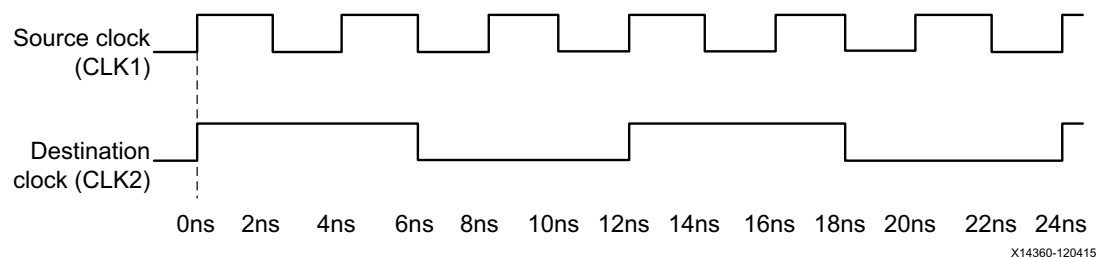 Source clock
(CLK1)
Destination
clock (CLK2)
0ns 2ns 4ns 6ns 8ns 10ns 12ns 14ns 16ns 18ns 20ns 22ns 24ns
X14360-120415